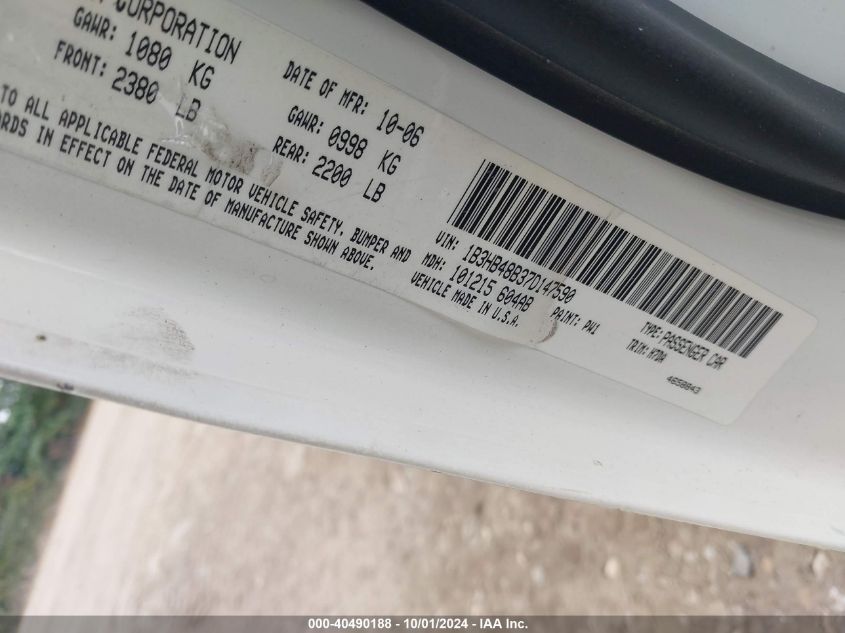 CORPORATION
DATE OF MFR: 10-06
GAWR: 1080 KG
GAWR: 0998 KG
FRONT: 2380 LB
REAR: 2200 LB
TO ALL APPLICABLE FEDERAL MOTOR VEHICLE SAFETY, BUMPER AND
ARDS IN EFFECT ON THE DATE OF MANUFACTURE SHOWN ABOVE.
VIN: 1B3HB48B37D147590
TYPE: PASSENGER CAR
MDH: 101215 604AB
PAINT: PW1
TRIM: K7DA
VEHICLE MADE IN U.S.A.
4658843
000-40490188 - 10/01/2024 - IAA Inc.